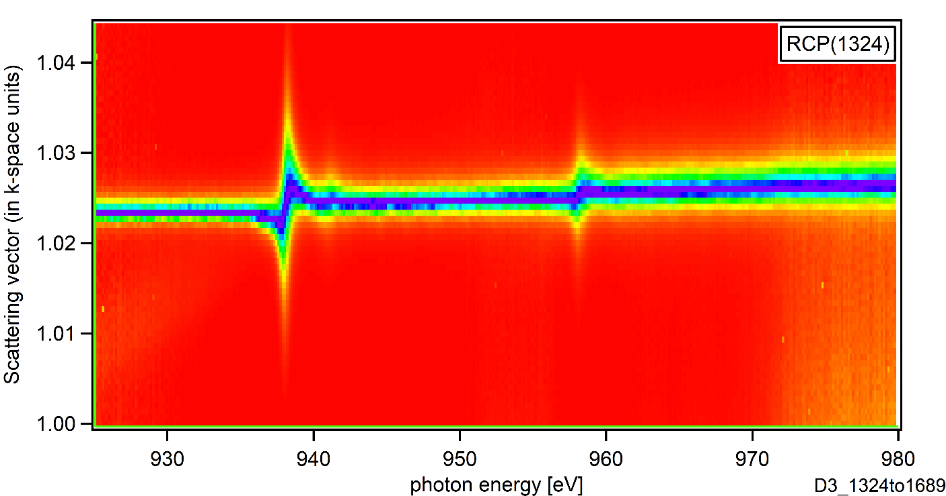 RCP(1324)
Scattering vector (in k-space units)
1.04
1.03
1.02
1.01
1.00
930 940 950 960 970 980
photon energy [eV]
D3_1324to1689